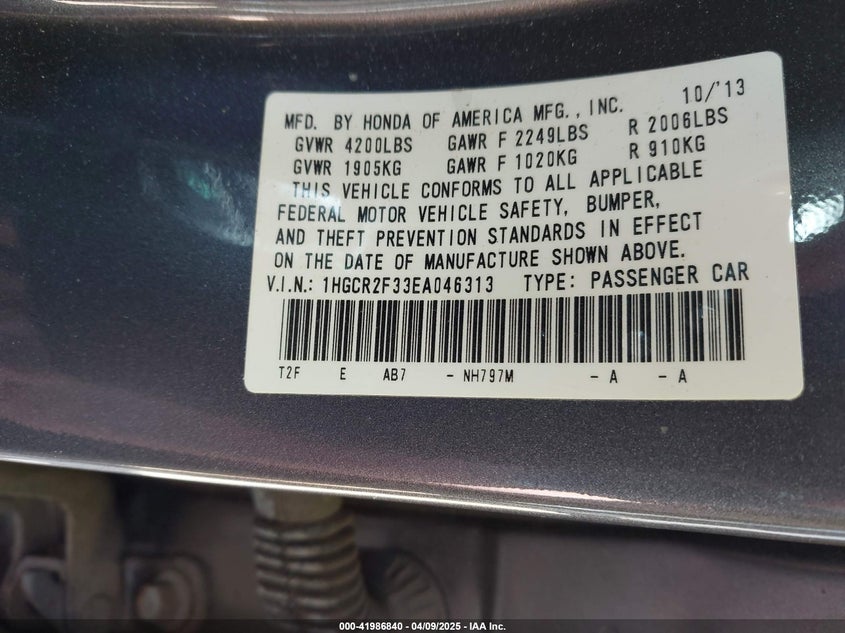 10/'13
MFD. BY HONDA OF AMERICA MFG., INC.
GVWR 4200LBS GAWR F 2249LBS R 2006LBS
GVWR 1905KG GAWR F 1020KG R 910KG
THIS VEHICLE CONFORMS TO ALL APPLICABLE
FEDERAL MOTOR VEHICLE SAFETY, BUMPER,
AND THEFT PREVENTION STANDARDS IN EFFECT
ON THE DATE OF MANUFACTURE SHOWN ABOVE.
V.I.N.: 1HGCR2F33EA046313 TYPE: PASSENGER CAR
T2F E AB7 - NH797M - A - A
000-41986840 | 04/09/2025 - IAA Inc.